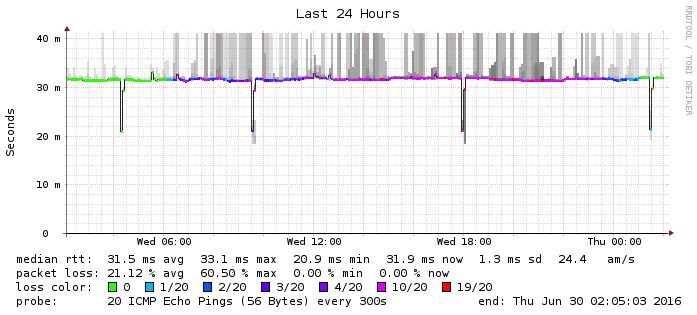 Last 24 Hours
RRDTOOL / TOBI OETIKER
Seconds
40 m
30 m
20 m
10 m
0
Wed 06:00 Wed 12:00 Wed 18:00 Thu 00:00
median rtt: 31.5 ms avg 33.1 ms max 20.9 ms min 31.9 ms now 1.3 ms sd 24.4 am/s
packet loss: 21.12 % avg 60.50 % max 0.00 % min 0.00 % now
loss color: 0 1/20 2/20 3/20 4/20 10/20 19/20
probe: 20 ICMP Echo Pings (56 Bytes) every 300s end: Thu Jun 30 02:05:03 2016